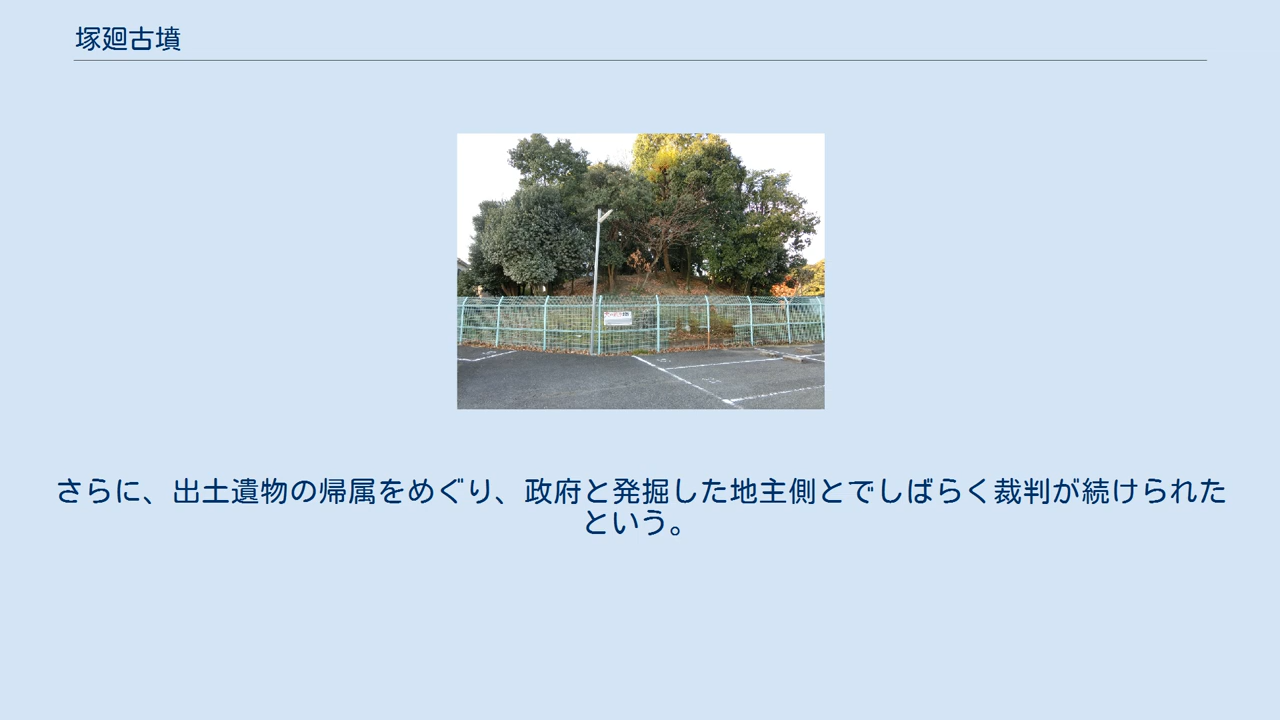 塚廻古墳
さらに、出土遺物の帰属をめぐり、政府と発掘した地主側とでしばらく裁判が続けられた
という。